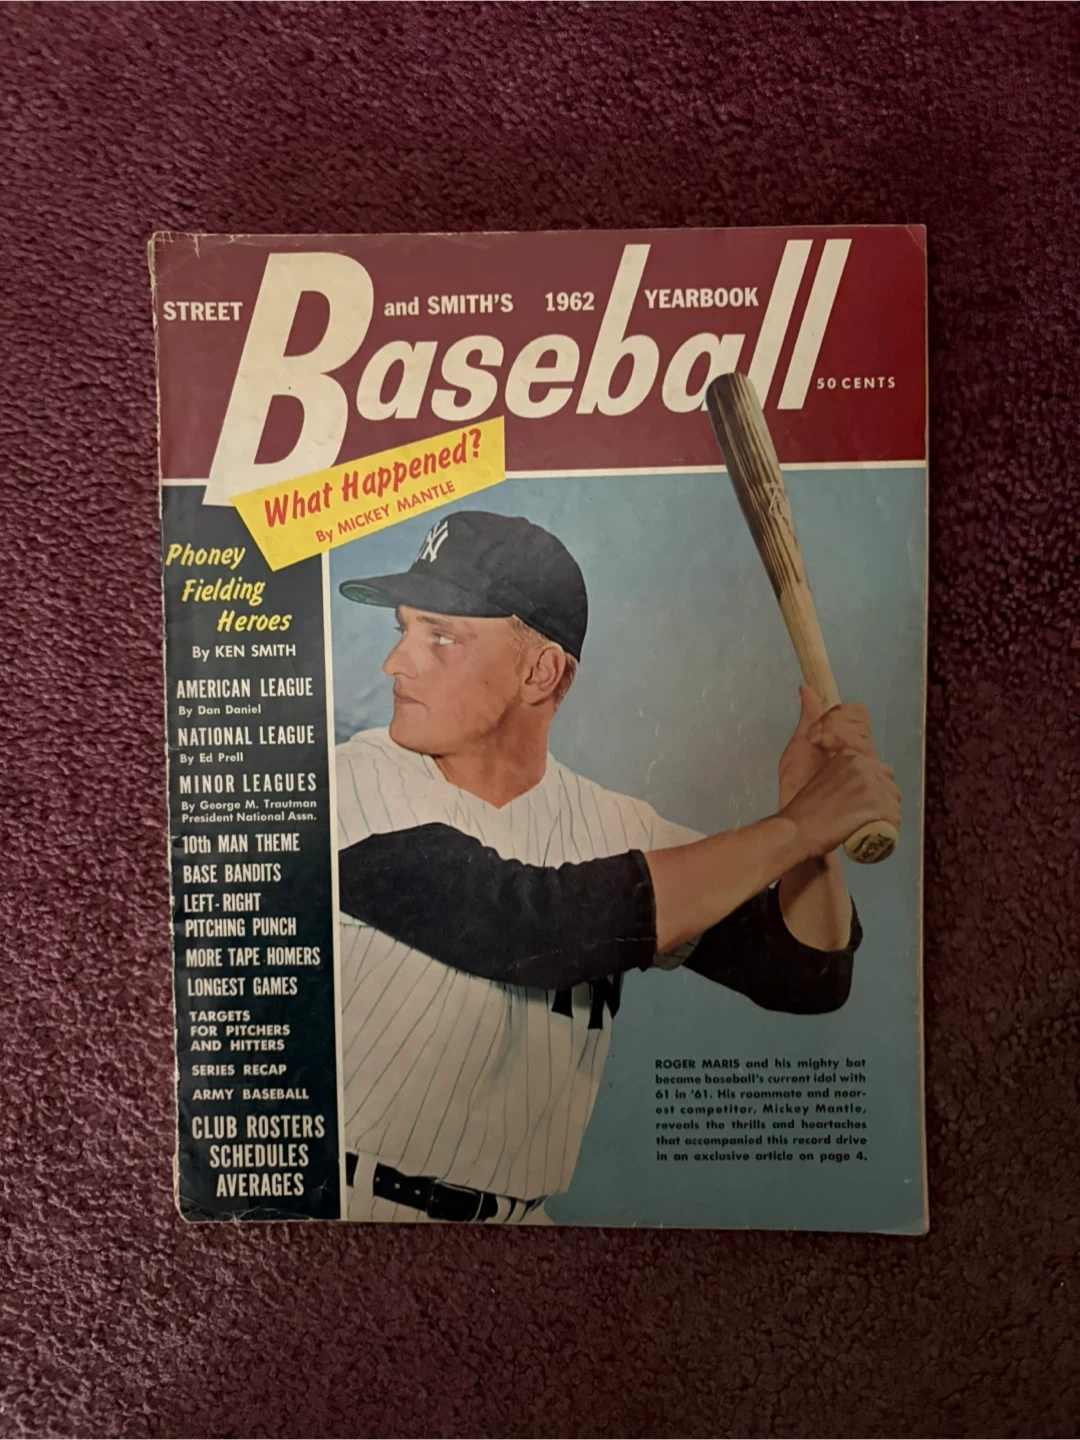 STREET and SMITH'S 1962 YEARBOOK
Baseball
50 CENTS
What Happened?
By MICKEY MANTLE
Phoney
Fielding
Heroes
By KEN SMITH
AMERICAN LEAGUE
By Dan Daniel
NATIONAL LEAGUE
By Ed Prell
MINOR LEAGUES
By George M. Trautman
President National Assn.
10th MAN THEME
BASE BANDITS
LEFT-RIGHT
PITCHING PUNCH
MORE TAPE HOMERS
LONGEST GAMES
TARGETS
FOR PITCHERS
AND HITTERS
SERIES RECAP
ARMY BASEBALL
CLUB ROSTERS
SCHEDULES
AVERAGES
NY
ROGER MARIS and his mighty bat
became baseball's current idol with
61 in '61. His roommate and near-
est competitor, Mickey Mantle,
reveals the thrills and heartaches
that accompanied this record drive
in an exclusive article on page 4.